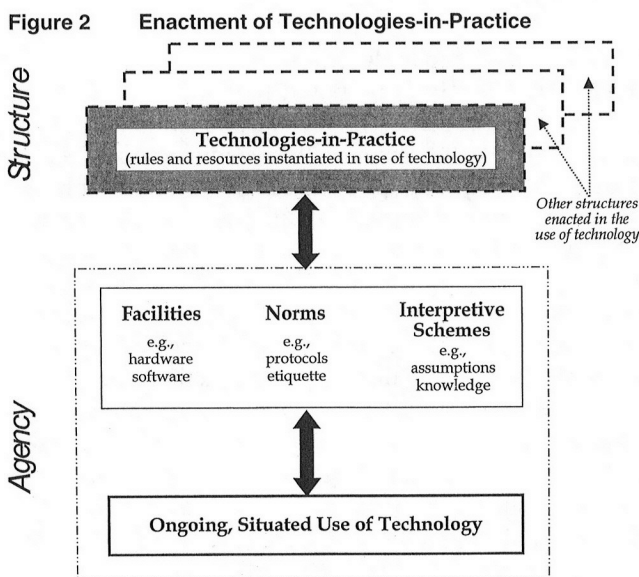 Figure 2 Enactment of Technologies-in-Practice
Structure
Technologies-in-Practice
(rules and resources instantiated in use of technology)
Other structures
enacted in the
use of technology
Agency
Facilities
e.g.,
hardware
software
Norms
e.g.,
protocols
etiquette
Interpretive
Schemes
e.g.,
assumptions
knowledge
Ongoing, Situated Use of Technology